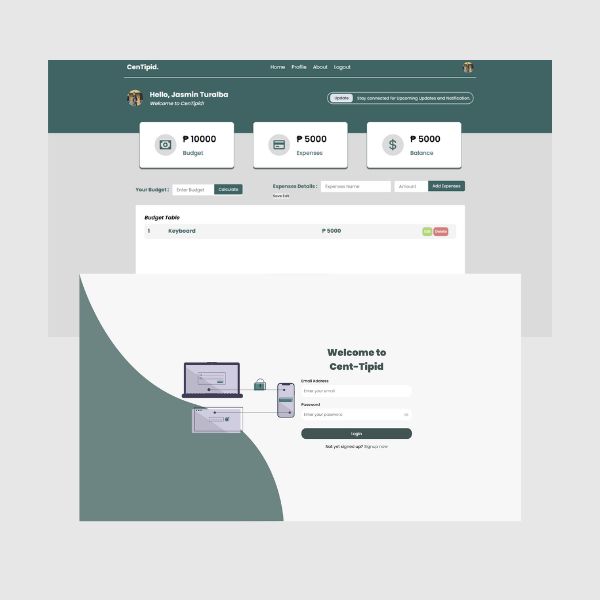 CenTipid.
Home Profile About Logout
Hello, Jasmin Turalba
Welcome to CenTipid!
Update Stay connected for Upcoming Updates and Notification.
₱ 10000
Budget
₱ 5000
Expenses
₱ 5000
Balance
Your Budget : Enter Budget Calculate
Expenses Details : Expenses Name Amount Add Expenses
Save Edit
Budget Table
1 Keyboard ₱ 5000 Edit Delete
Welcome to
Cent-Tipid
Email Address
Enter your email
Password
Enter your password
Login
Not yet signed up? Signup now